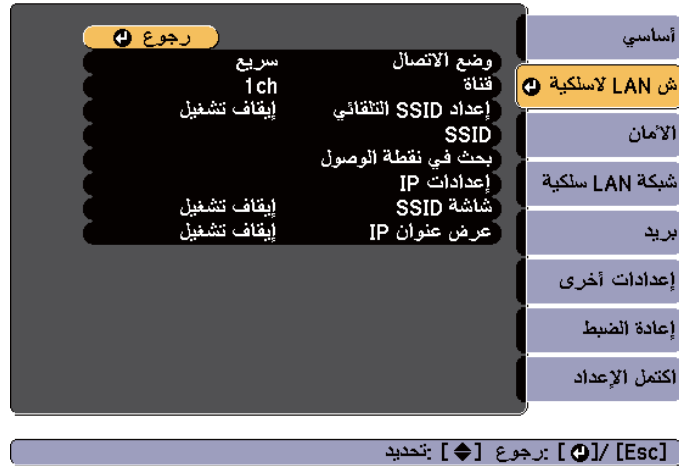 رجوع
وضع الاتصال سريع
قناة 1ch
إعداد SSID التلقائي إيقاف تشغيل
SSID
بحث في نقطة الوصول
إعدادات IP
شاشة SSID إيقاف تشغيل
عرض عنوان IP إيقاف تشغيل
أساسي
ش LAN لاسلكية
الأمان
شبكة LAN سلكية
بريد
إعدادات أخرى
إعادة الضبط
اكتمل الإعداد
[Esc] /[ ] :رجوع [ ] :تحديد